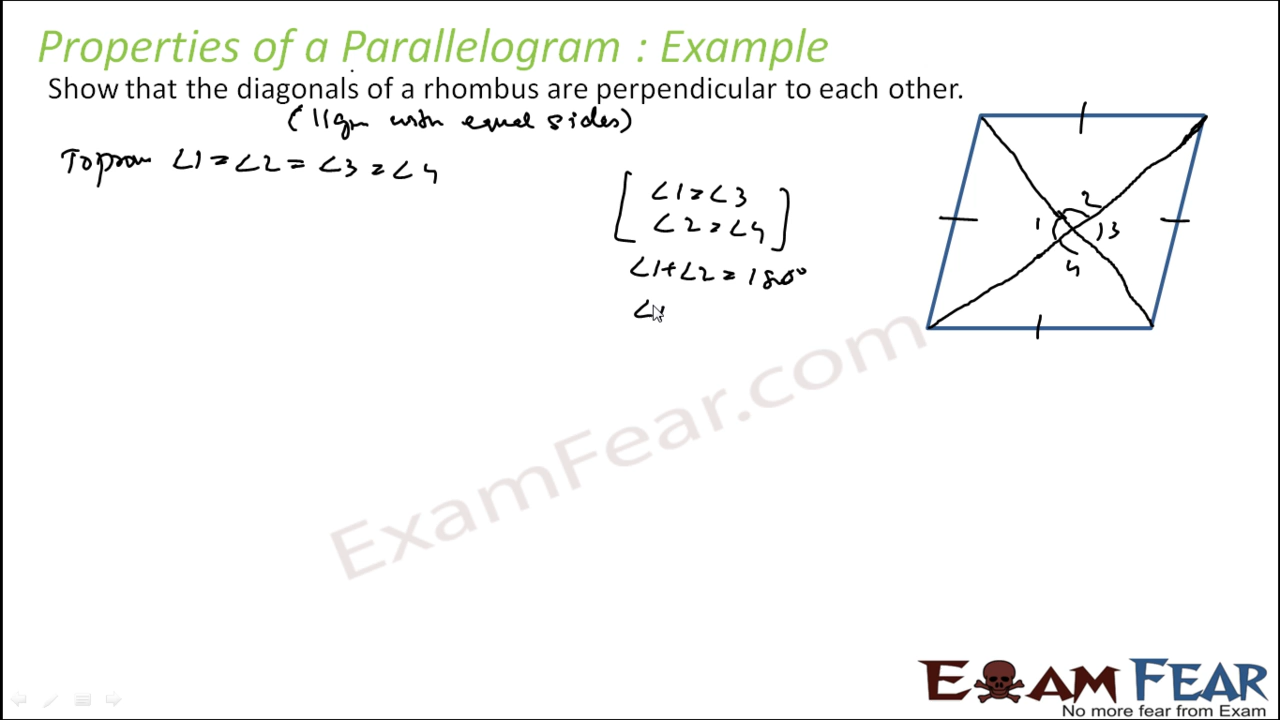 Properties of a Parallelogram : Example
Show that the diagonals of a rhombus are perpendicular to each other.
(llgm with equal sides)
To prove ∠1 = ∠2 = ∠3 = ∠4
∠1 = ∠3
∠2 = ∠4
∠1 + ∠2 = 180°
∠1
1 2 3 4
ExamFear.com
EXAM FEAR
No more fear from Exam